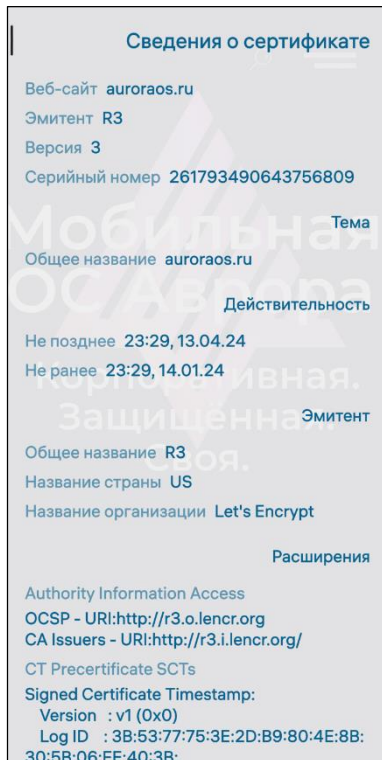 Сведения о сертификате
Веб-сайт auroraos.ru
Эмитент R3
Версия 3
Серийный номер 261793490643756809
Мобильная
Тема
Общее название auroraos.ru
ОС Аврора
Действительность
Не позднее 23:29, 13.04.24
Не ранее 23:29, 14.01.24
Корпоративная.
Защищённая.
Эмитент
Общее название R3
Своя.
Название страны US
Название организации Let's Encrypt
Расширения
Authority Information Access
OCSP - URI:http://r3.o.lencr.org
CA Issuers - URI:http://r3.i.lencr.org/
CT Precertificate SCTs
Signed Certificate Timestamp:
Version : v1 (0x0)
Log ID : 3B:53:77:75:3E:2D:B9:80:4E:8B:
30:5B:06:FE:40:3B: